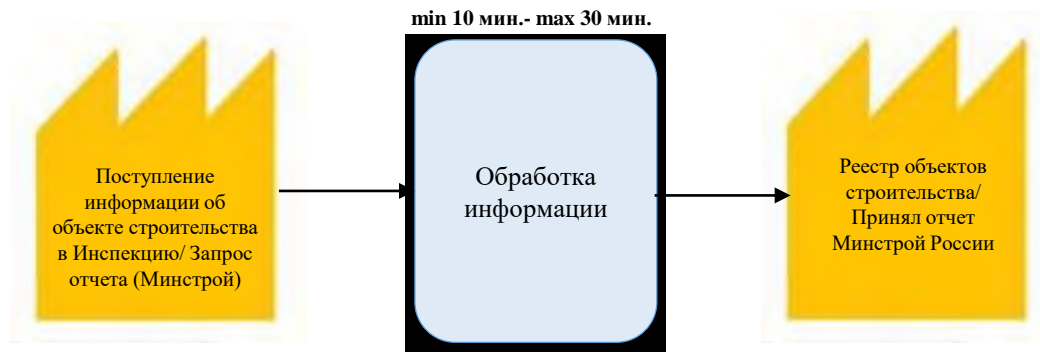 min 10 мин.- max 30 мин.
Поступление
информации об
объекте строительства
в Инспекцию/ Запрос
отчета (Минстрой)
Обработка
информации
Реестр объектов
строительства/
Принял отчет
Минстрой России